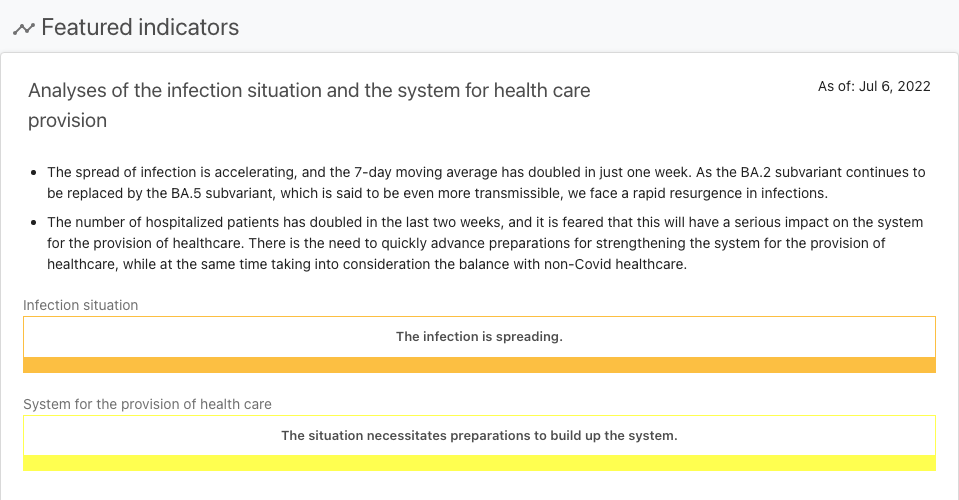 Featured indicators
Analyses of the infection situation and the system for health care
provision
As of: Jul 6, 2022
The spread of infection is accelerating, and the 7-day moving average has doubled in just one week. As the BA.2 subvariant continues to
be replaced by the BA.5 subvariant, which is said to be even more transmissible, we face a rapid resurgence in infections.
The number of hospitalized patients has doubled in the last two weeks, and it is feared that this will have a serious impact on the system
for the provision of healthcare. There is the need to quickly advance preparations for strengthening the system for the provision of
healthcare, while at the same time taking into consideration the balance with non-Covid healthcare.
Infection situation
The infection is spreading.
System for the provision of health care
The situation necessitates preparations to build up the system.